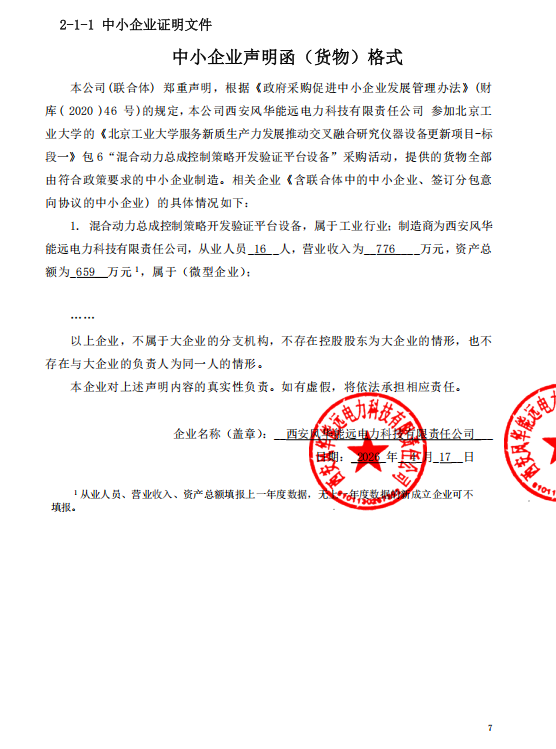 2-1-1 中小企业证明文件
中小企业声明函（货物）格式
本公司(联合体) 郑重声明，根据《政府采购促进中小企业发展管理办法》(财
库( 2020 )46 号)的规定，本公司西安风华能远电力科技有限责任公司 参加北京工
业大学的《北京工业大学服务新质生产力发展推动交叉融合研究仪器设备更新项目-标
段一》包 6“混合动力总成控制策略开发验证平台设备”采购活动，提供的货物全部
由符合政策要求的中小企业制造。相关企业《含联合体中的中小企业、签订分包意
向协议的中小企业) 的具体情况如下：
1. 混合动力总成控制策略开发验证平台设备，属于工业行业；制造商为西安风华
能远电力科技有限责任公司，从业人员 16 人，营业收入为 776 万元，资产总
额为 659 万元¹，属于（微型企业）；
……
以上企业，不属于大企业的分支机构，不存在控股股东为大企业的情形，也不
存在与大企业的负责人为同一人的情形。
本企业对上述声明内容的真实性负责。如有虚假，将依法承担相应责任。
企业名称（盖章）： 西安风华能远电力科技有限责任公司
日期： 2026 年 4 月 17 日
西安风华能远电力科技有限责任公司
¹从业人员、营业收入、资产总额填报上一年度数据，无上一年度数据的新成立企业可不
填报。
7